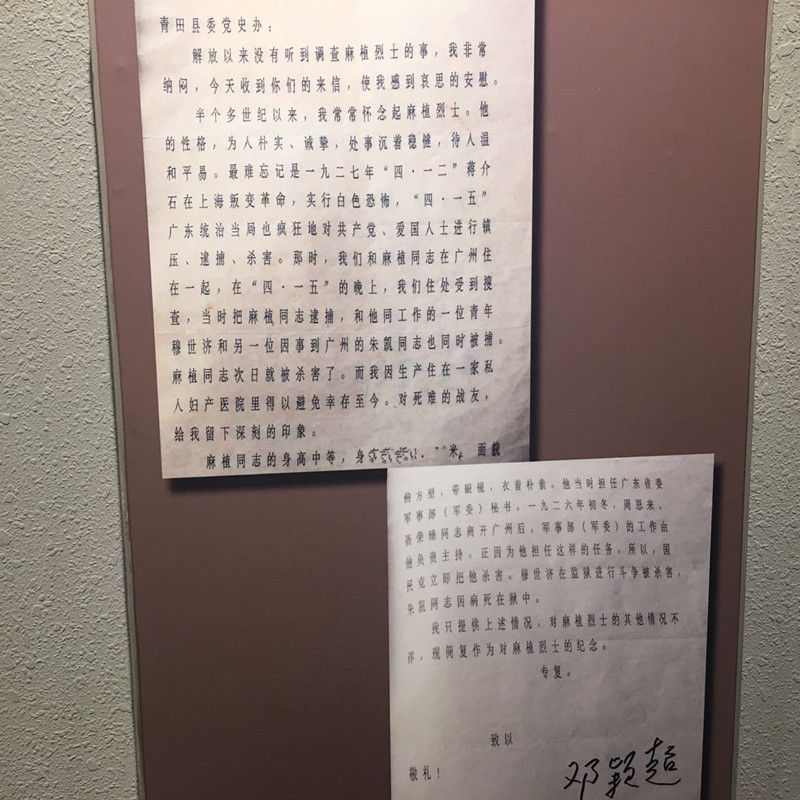 青田县委党史办：
解放以来没有听到调查麻植烈士的事，我非常
纳闷，今天收到你们的来信，使我感到哀思的安慰。
半个多世纪以来，我常常怀念起麻植烈士。他
的性格，为人朴实、诚挚，处事沉着稳健，待人温
和平易。最难忘记是一九二七年“四·一二”蒋介
石在上海叛变革命，实行白色恐怖，“四·一五”
广东统治当局也疯狂地对共产党、爱国人士进行镇
压、逮捕、杀害。那时，我们和麻植同志在广州住
在一起，在“四·一五”的晚上，我们住处受到搜
查，当时把麻植同志逮捕，和他同工作的一位青年
穆世济和另一位因事到广州的朱凯同志也同时被捕。
麻植同志次日就被杀害了。而我因生产住在一家私
人妇产医院里得以避免幸存至今。对死难的战友，
给我留下深刻的印象。
麻植同志的身高中等，身 米。面貌
方型，带眼镜，衣着朴素。他当时担任广东省委
军事部（军委）秘书。一九二六年初冬，周恩来、
聂荣臻同志离开广州后，军事部（军委）的工作由
他负责主持。正因为他担任这样的任务，所以，国
民党立即把他杀害。穆世济在监狱进行斗争被杀害，
朱凯同志因病死在狱中。
我只提供上述情况，对麻植烈士的其他情况不
详，现简复作为对麻植烈士的纪念。
专复。
致以
敬礼！
邓颖超